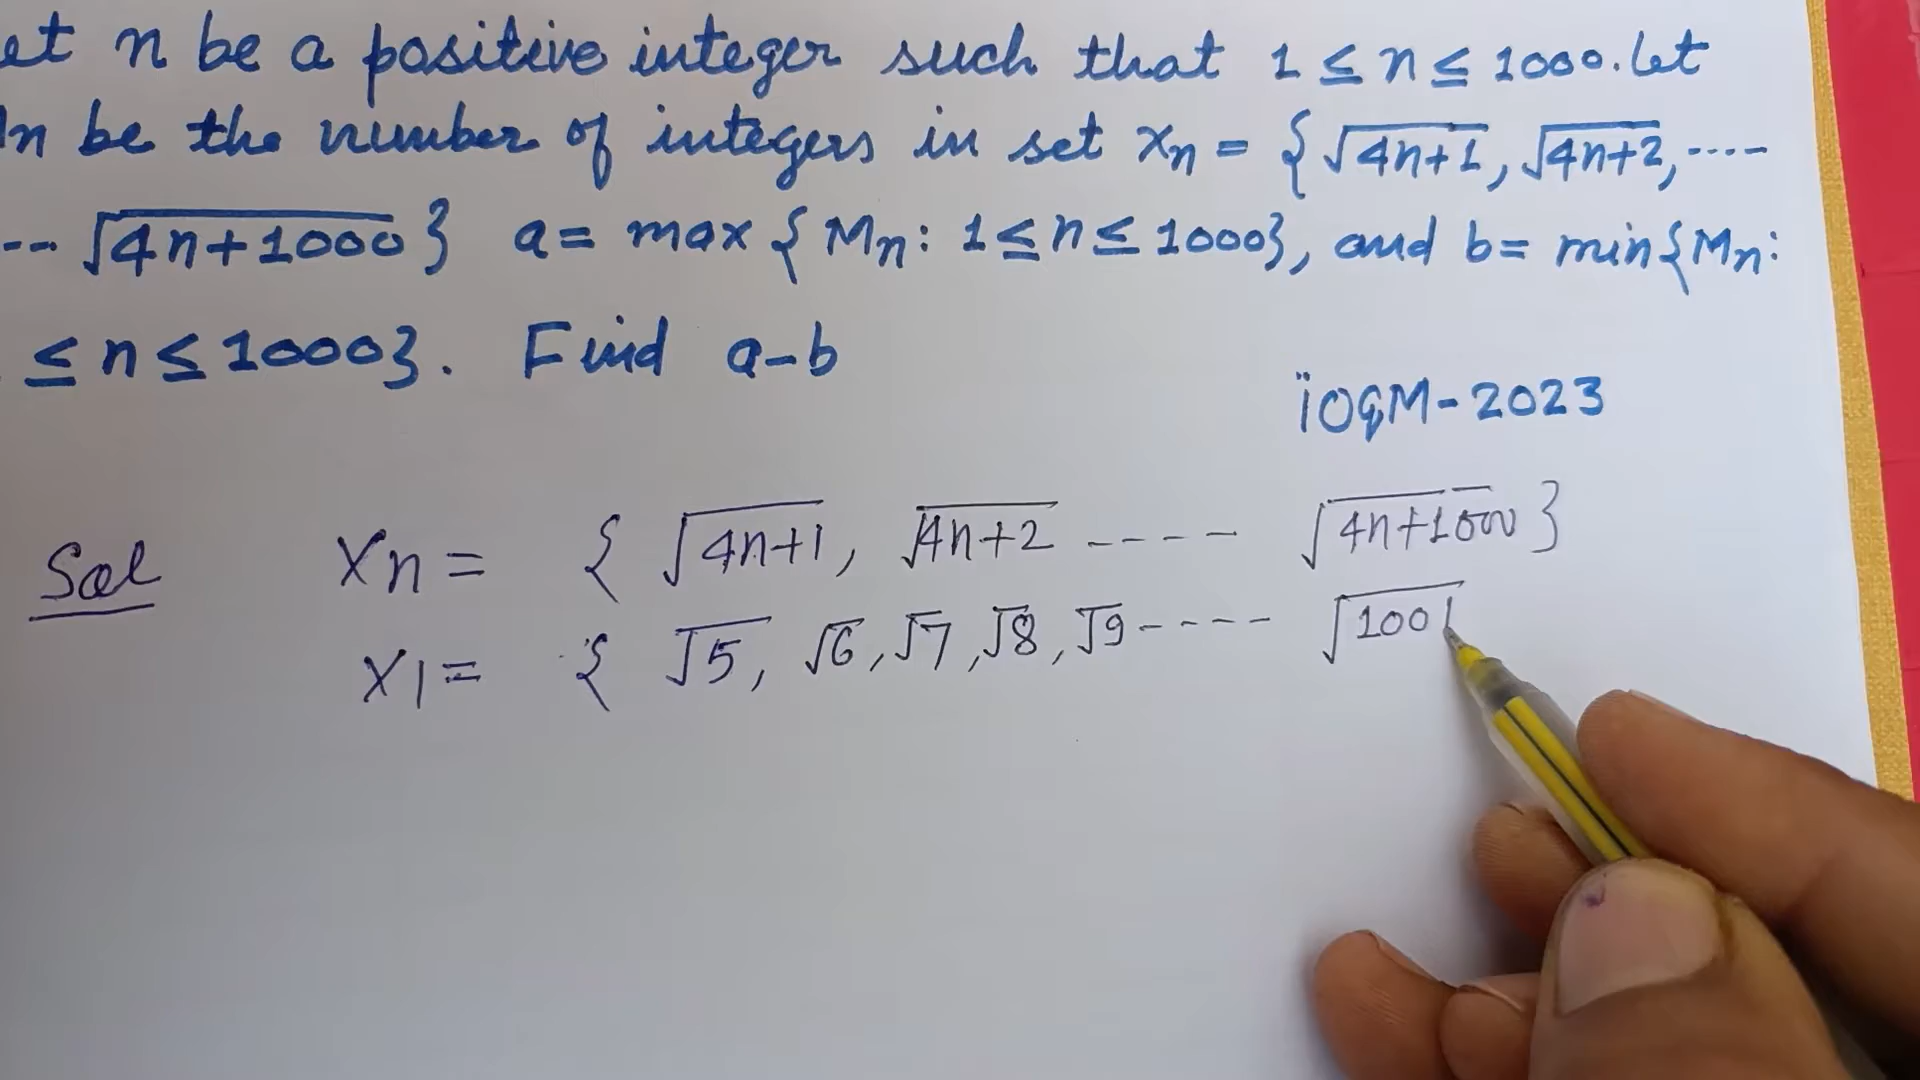 et n be a positive integer such that 1 ≤ n ≤ 1000. let
n be the number of integers in set Xn = {√4n+1, √4n+2, ----
--- √4n+1000} a = max {Mn: 1≤n≤1000}, and b= min{Mn:
≤n≤1000}. Find a-b
iOQM-2023
Sol Xn = {√4n+1, √4n+2 ---- √4n+1000}
X1 = {√5, √6, √7, √8, √9 ---- √1001